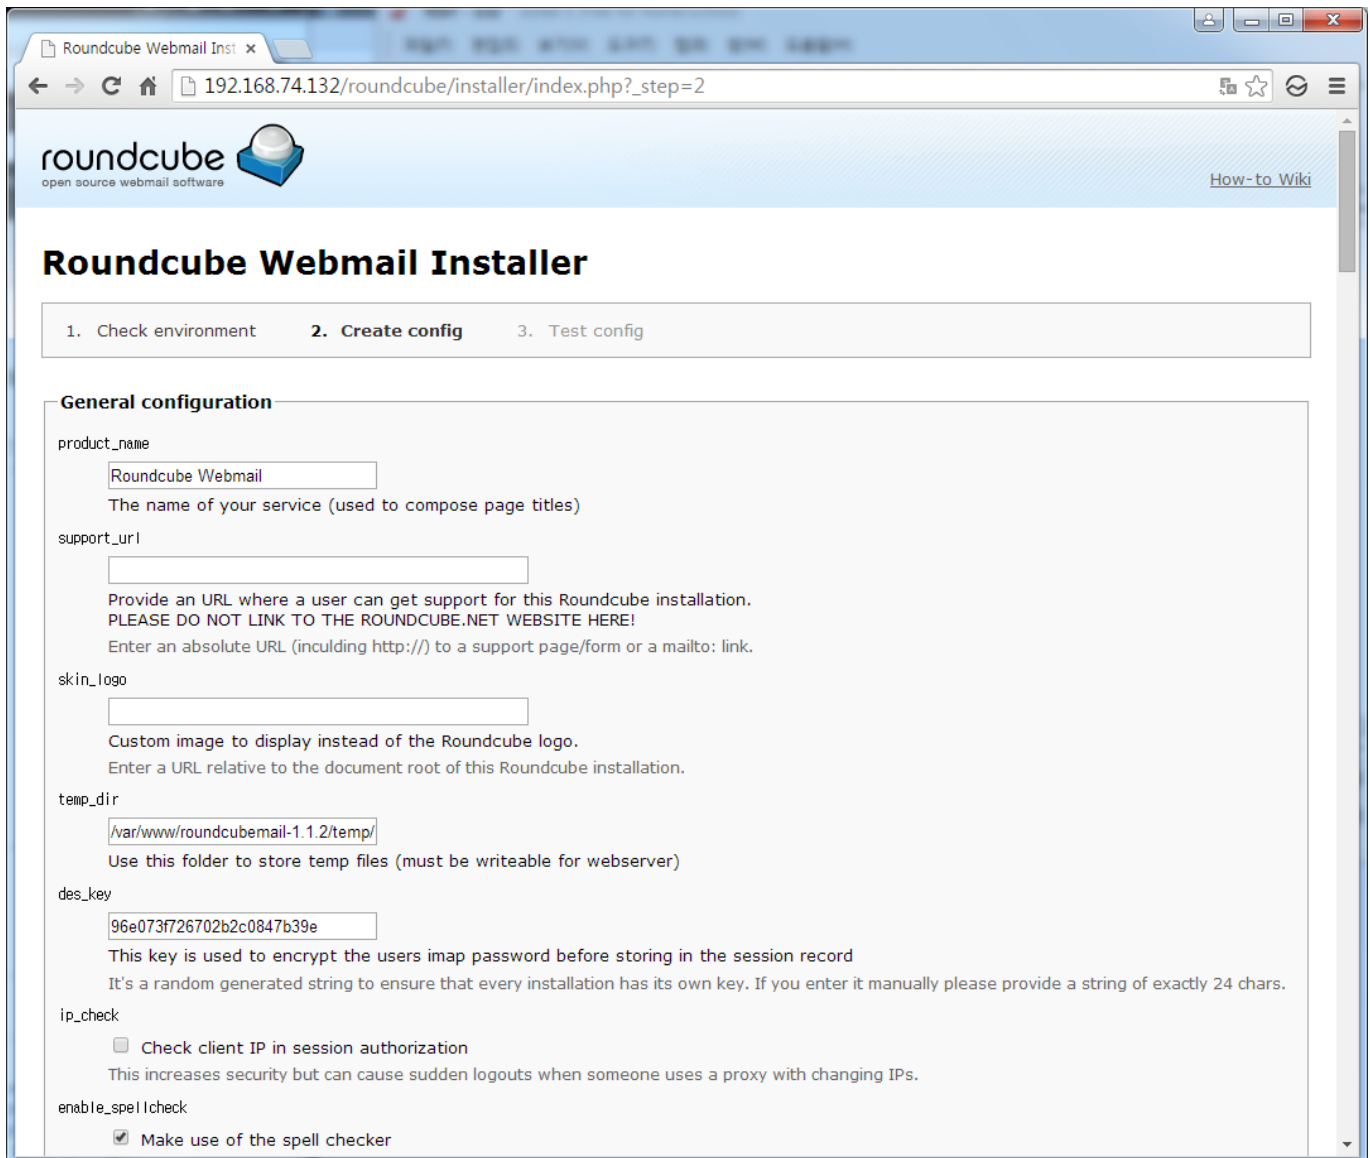 Roundcube Webmail Inst
192.168.74.132/roundcube/installer/index.php?_step=2
roundcube
open source webmail software
How-to Wiki
Roundcube Webmail Installer
1. Check environment 2. Create config 3. Test config
General configuration
product_name
Roundcube Webmail
The name of your service (used to compose page titles)
support_url
Provide an URL where a user can get support for this Roundcube installation.
PLEASE DO NOT LINK TO THE ROUNDCUBE.NET WEBSITE HERE!
Enter an absolute URL (inculding http://) to a support page/form or a mailto: link.
skin_logo
Custom image to display instead of the Roundcube logo.
Enter a URL relative to the document root of this Roundcube installation.
temp_dir
/var/www/roundcubemail-1.1.2/temp/
Use this folder to store temp files (must be writeable for webserver)
des_key
96e073f726702b2c0847b39e
This key is used to encrypt the users imap password before storing in the session record
It's a random generated string to ensure that every installation has its own key. If you enter it manually please provide a string of exactly 24 chars.
ip_check
Check client IP in session authorization
This increases security but can cause sudden logouts when someone uses a proxy with changing IPs.
enable_spellcheck
Make use of the spell checker